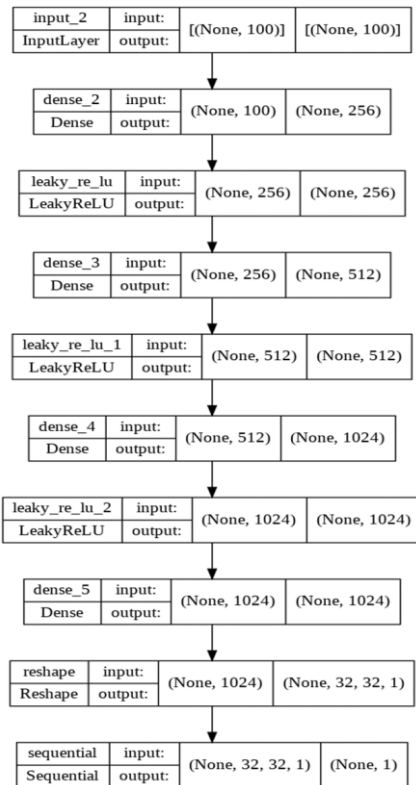 input_2 input: [(None, 100)] [(None, 100)]
InputLayer output:
dense_2 input: (None, 100) (None, 256)
Dense output:
leaky_re_lu input: (None, 256) (None, 256)
LeakyReLU output:
dense_3 input: (None, 256) (None, 512)
Dense output:
leaky_re_lu_1 input: (None, 512) (None, 512)
LeakyReLU output:
dense_4 input: (None, 512) (None, 1024)
Dense output:
leaky_re_lu_2 input: (None, 1024) (None, 1024)
LeakyReLU output:
dense_5 input: (None, 1024) (None, 1024)
Dense output:
reshape input: (None, 1024) (None, 32, 32, 1)
Reshape output:
sequential input: (None, 32, 32, 1) (None, 1)
Sequential output: